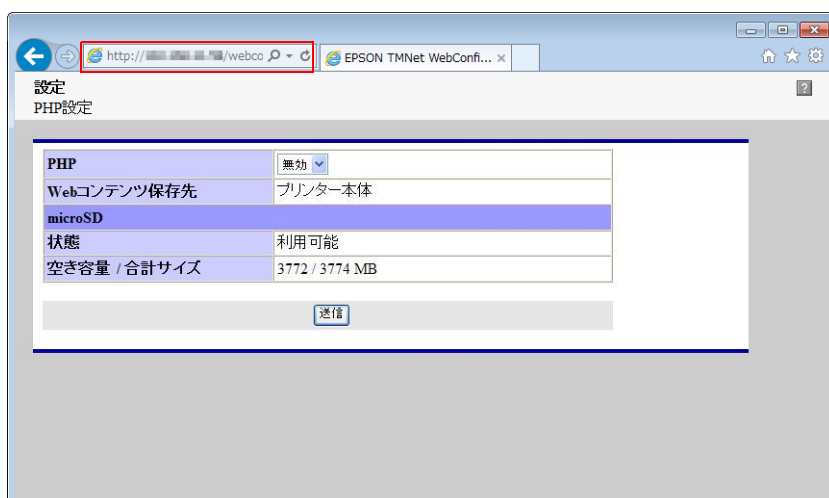 http:// /webco
EPSON TMNet WebConfi...
設定
PHP設定
?
PHP 無効
Webコンテンツ保存先 プリンター本体
microSD
状態 利用可能
空き容量 / 合計サイズ 3772 / 3774 MB
送信